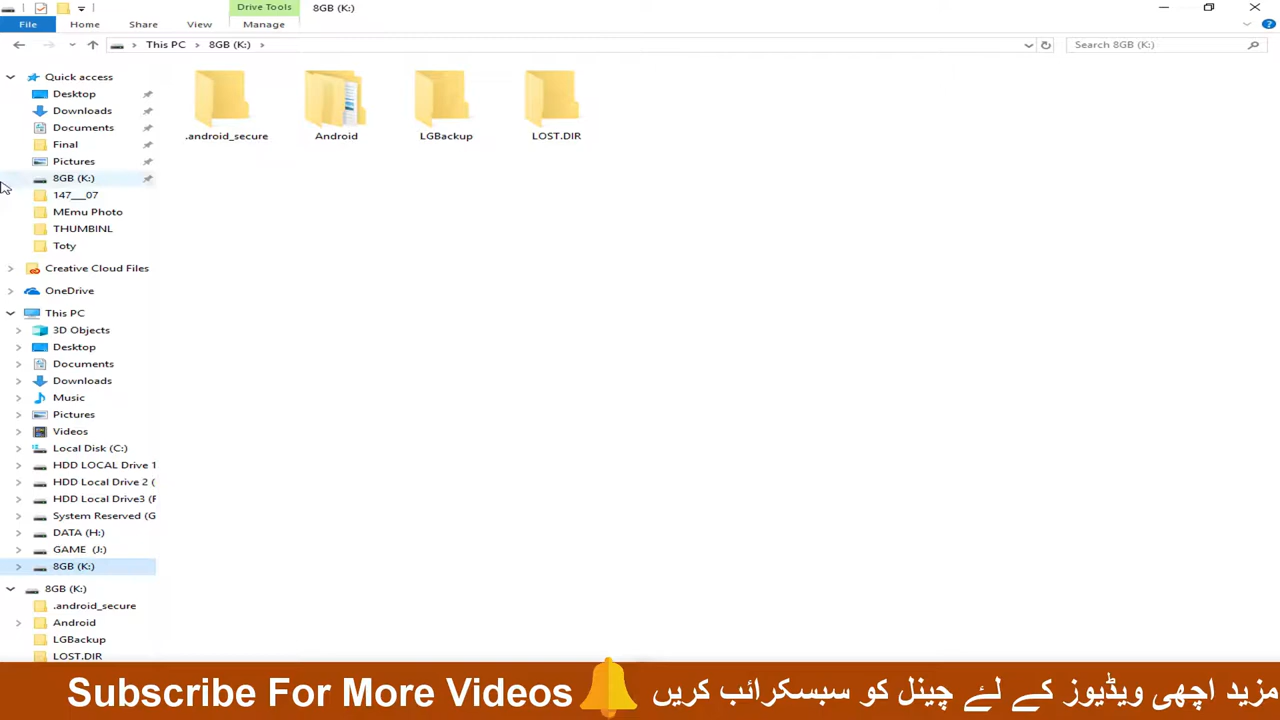 Drive Tools
8GB (K:)
File
Home
Share
View
Manage
This PC
8GB (K:)
Search 8GB (K:)
Quick access
Desktop
Downloads
Documents
Final
Pictures
8GB (K:)
147___07
MEmu Photo
THUMBINL
Toty
Creative Cloud Files
OneDrive
This PC
3D Objects
Desktop
Documents
Downloads
Music
Pictures
Videos
Local Disk (C:)
HDD LOCAL Drive 1
HDD Local Drive 2 (
HDD Local Drive3 (F
System Reserved (G
DATA (H:)
GAME (J:)
8GB (K:)
8GB (K:)
.android_secure
Android
LGBackup
LOST.DIR
.android_secure
Android
LGBackup
LOST.DIR
Subscribe For More Videos
مزید اچھی ویڈیوز کے لئے چینل کو سبسکرائب کریں